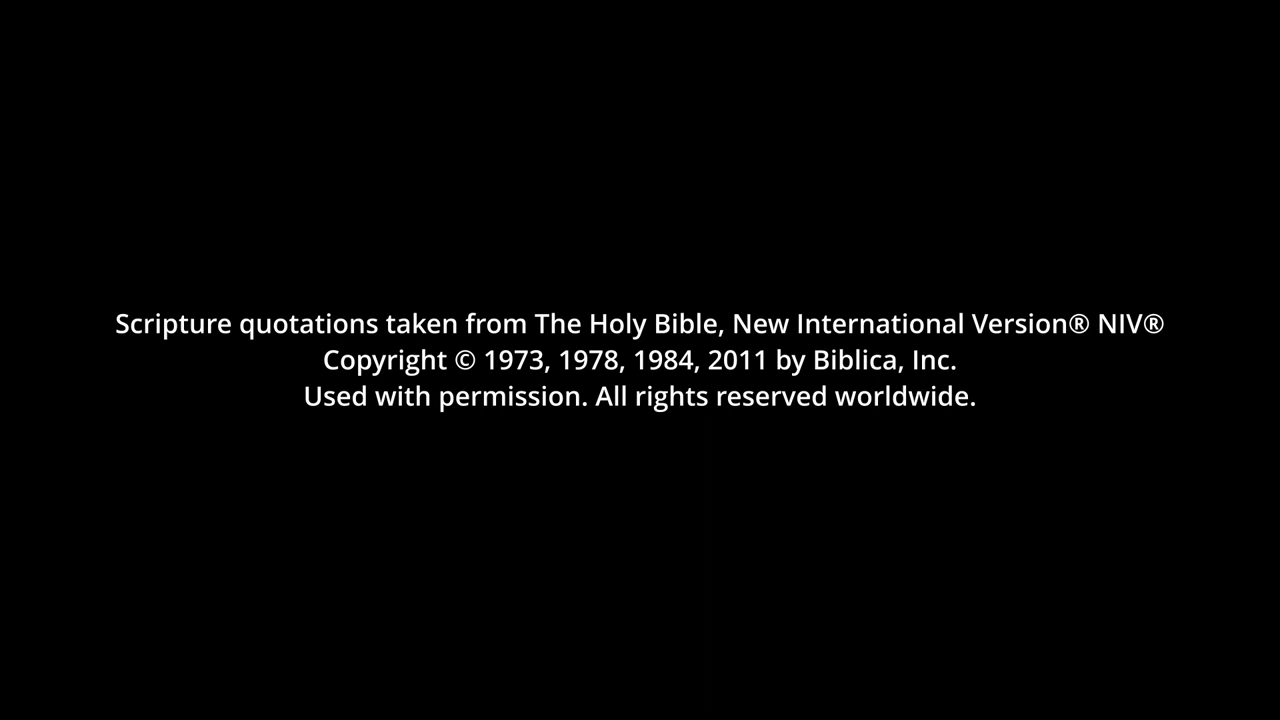 Scripture quotations taken from The Holy Bible, New International Version® NIV®
Copyright © 1973, 1978, 1984, 2011 by Biblica, Inc.
Used with permission. All rights reserved worldwide.